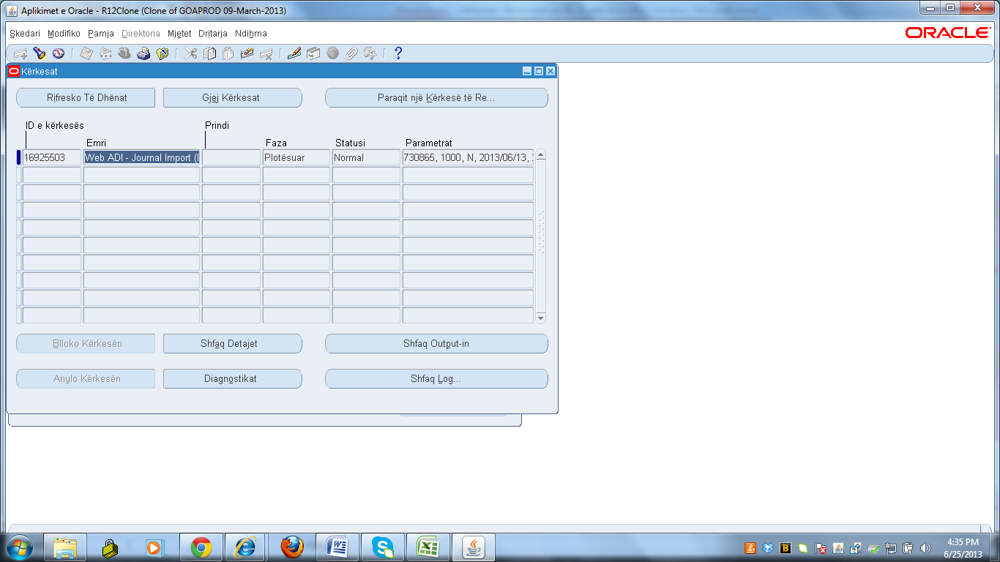 Aplikimet e Oracle - R12Clone (Clone of GOAPROD 09-March-2013)
Skedari Modifiko Pamja Direktoria Mjetet Dritarja Ndihma
ORACLE
Kërkesat
Rifresko Të Dhënat Gjej Kërkesat Paraqit një Kërkesë të Re...
ID e kërkesës Prindi
Emri Faza Statusi Parametrat
16925503 Web ADI - Journal Import ( Plotësuar Normal 730865, 1000, N, 2013/06/13,
Blloko Kërkesën Shfaq Detajet Shfaq Output-in
Anulo Kërkesën Diagnostikat Shfaq Log...
4:35 PM
6/25/2013